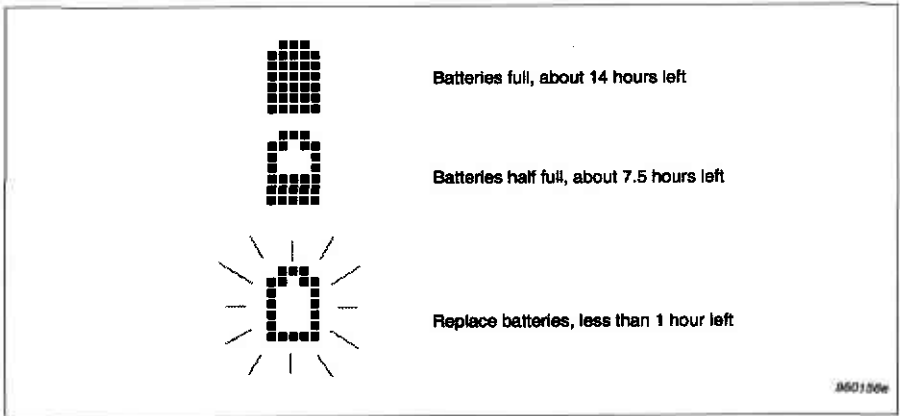 Batteries full, about 14 hours left
Batteries half full, about 7.5 hours left
Replace batteries, less than 1 hour left
960156e